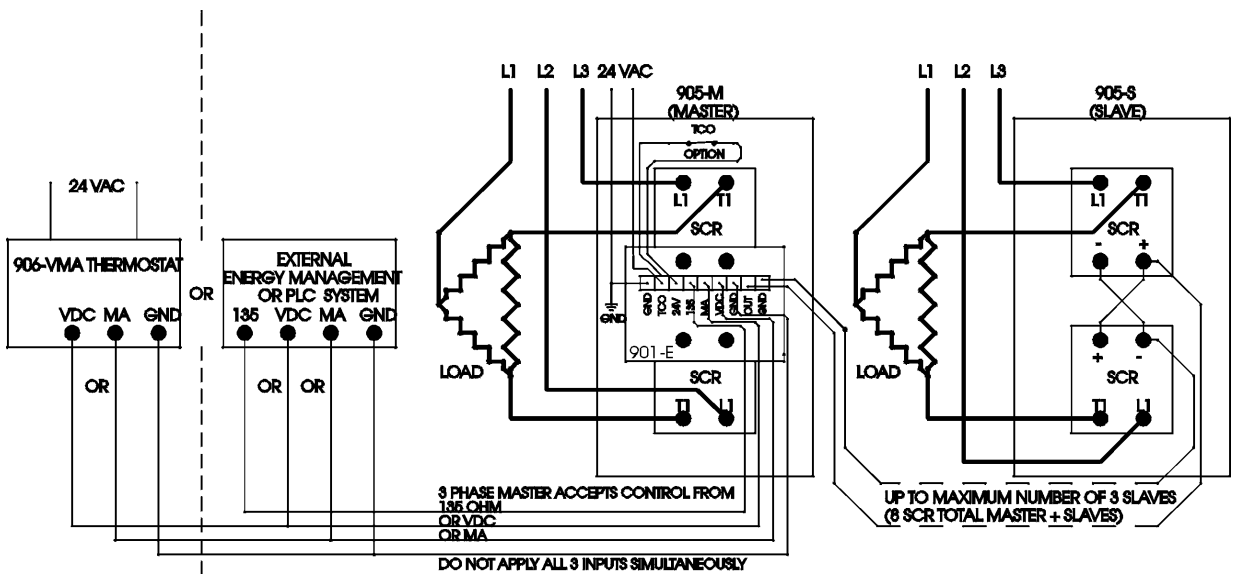 L1 L2 L3 24 VAC
905-M
(MASTER)
TCO
OPTION
L1 T1
SCR
GND
GND TCO 24V 135 MA VDC GND OUT GND
901-E
SCR
T1 L1
LOAD
24 VAC
906-VMA THERMOSTAT
VDC MA GND
OR
OR
EXTERNAL
ENERGY MANAGEMENT
OR PLC SYSTEM
135 VDC MA GND
OR OR
L1 L2 L3
905-S
(SLAVE)
L1 T1
SCR
- +
+ -
SCR
T1 L1
LOAD
3 PHASE MASTER ACCEPTS CONTROL FROM
135 OHM
OR VDC
OR MA
DO NOT APPLY ALL 3 INPUTS SIMULTANEOUSLY
UP TO MAXIMUM NUMBER OF 3 SLAVES
(8 SCR TOTAL MASTER + SLAVES)